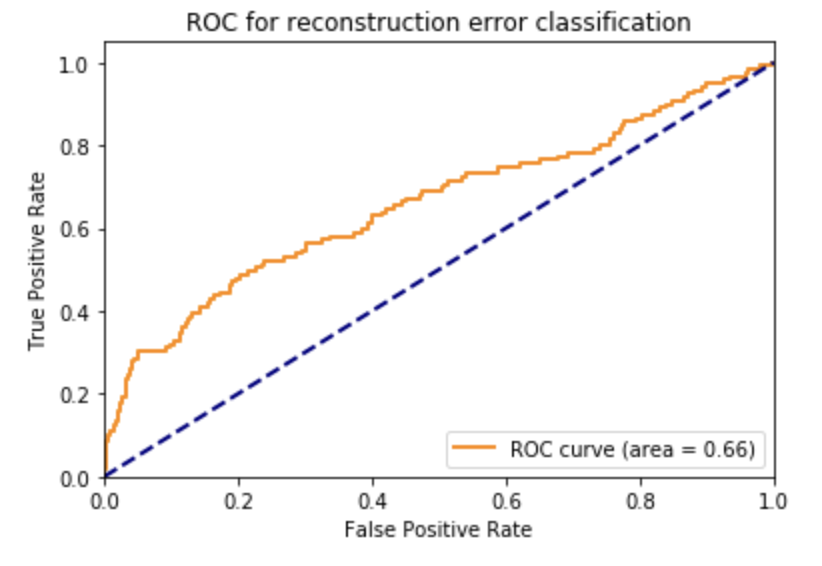 ROC for reconstruction error classification
1.0
0.8
0.6
0.4
0.2
0.0
True Positive Rate
ROC curve (area = 0.66)
0.0 0.2 0.4 0.6 0.8 1.0
False Positive Rate